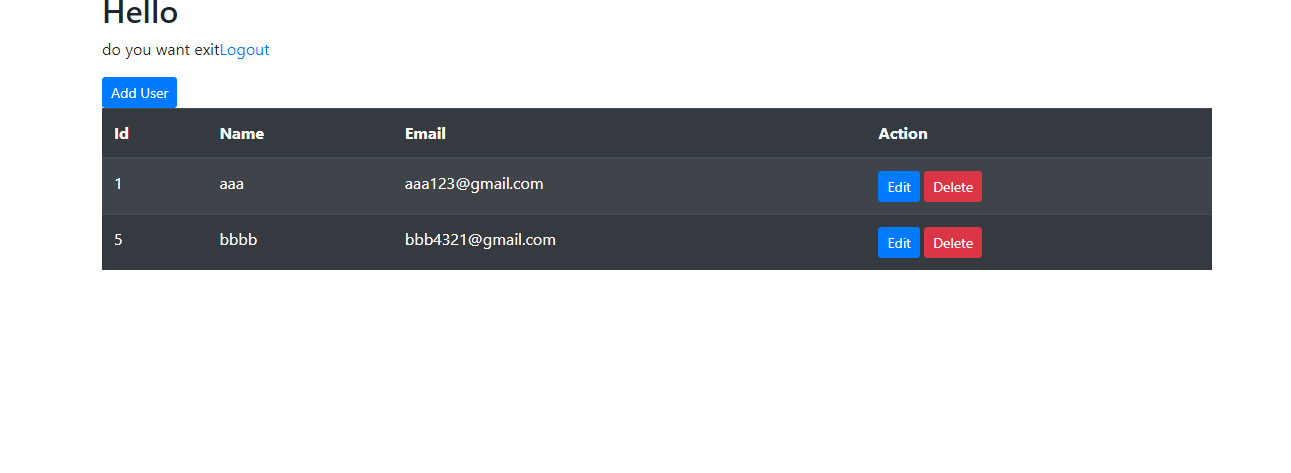 Hello
do you want exitLogout
Add User
Id Name Email Action
1 aaa aaa123@gmail.com Edit Delete
5 bbbb bbb4321@gmail.com Edit Delete